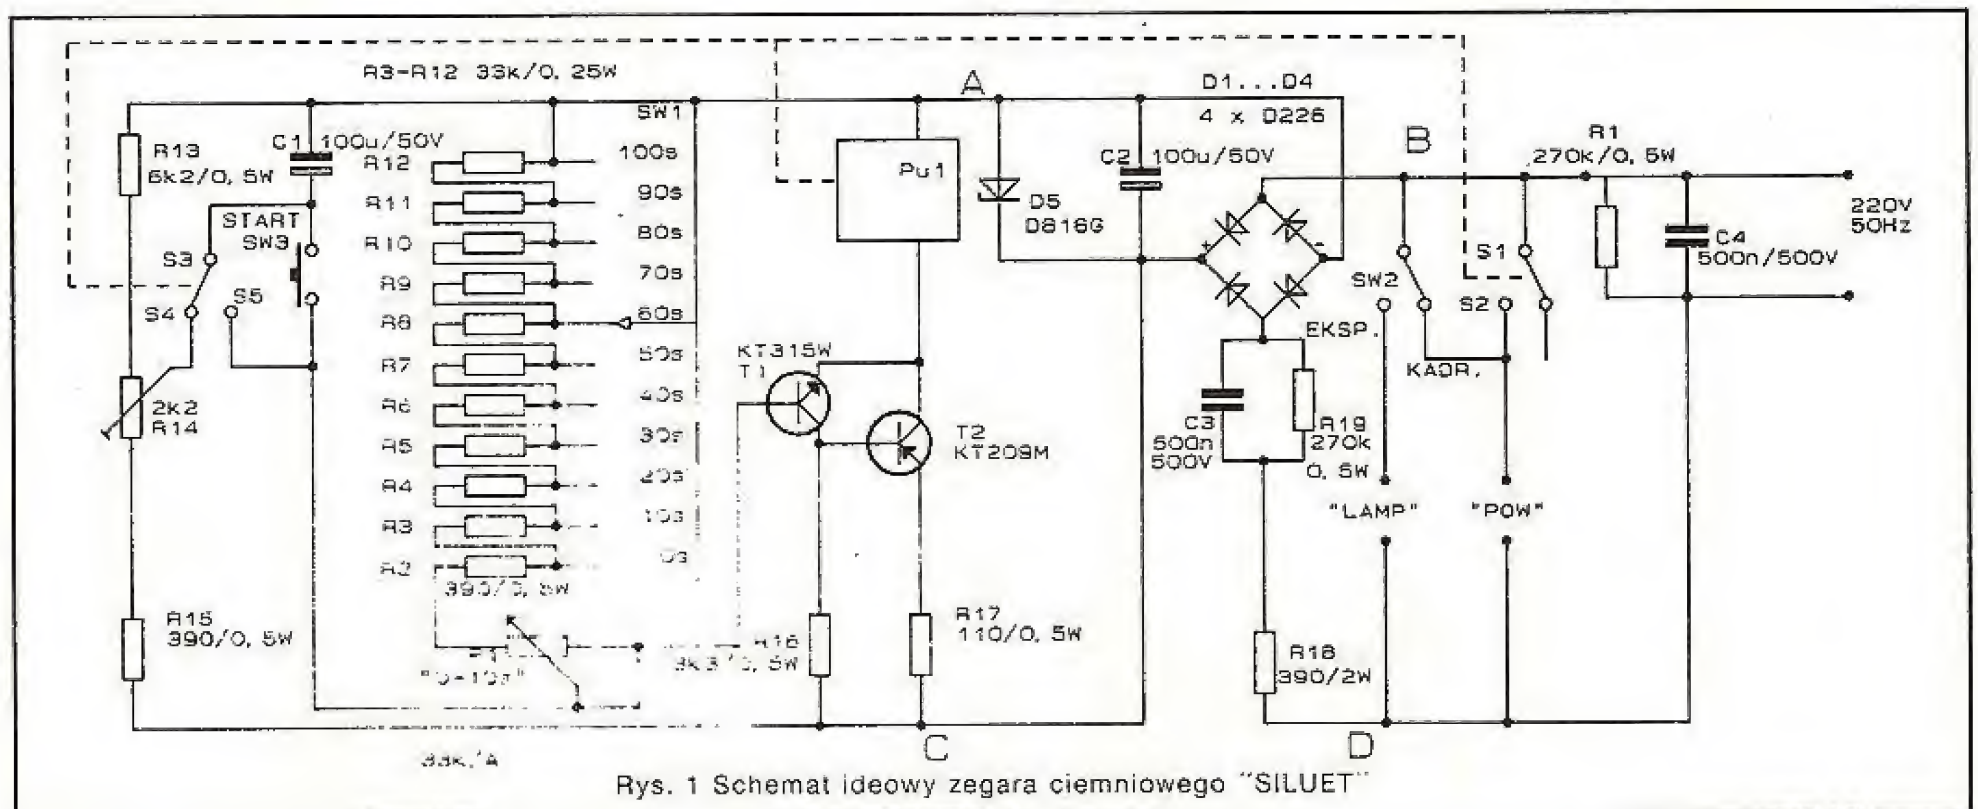 R3-R12 33k/0,25W
A
D1...D4
4 x D226
SW1
R13
6k2/0,5W
C1 100u/50V
R12
100s
Pu1
C2 100u/50V
B
R1
270k/0,5W
START
SW3
R11
90s
D5
D816G
220V
50Hz
R10
80s
S3
S1
C4
500n/500V
R9
70s
SW2
S4
S5
R8
60s
+
-
S2
EKSP.
R7
50s
KT315W
T1
KADR.
2k2
R14
R6
40s
C3
500n
500V
R19
270k
0,5W
R5
30s
T2
KT209M
R4
20s
"LAMP"
"POW"
R3
10s
R2
390/0,5W
R15
390/0,5W
R17
110/0,5W
R16
3k3/0,5W
R18
390/2W
"0-10s"
33k/A
C
D
Rys. 1 Schemat ideowy zegara ciemniowego "SILUET"